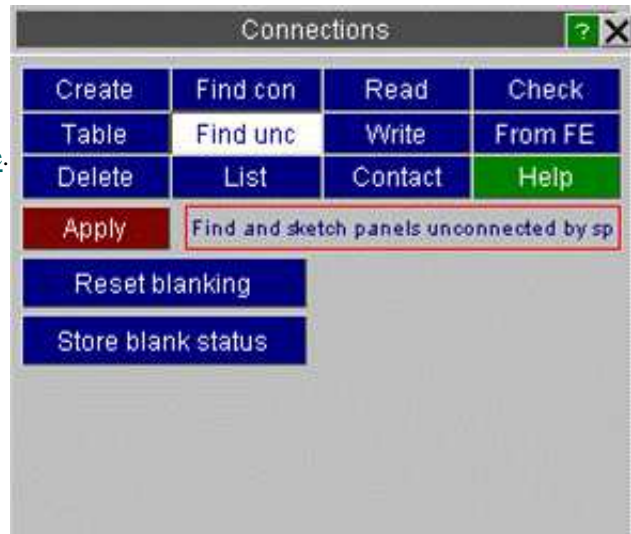 Connections ? X
Create Find con Read Check
Table Find unc Write From FE
Delete List Contact Help
Apply Find and sketch panels unconnected by sp
Reset blanking
Store blank status